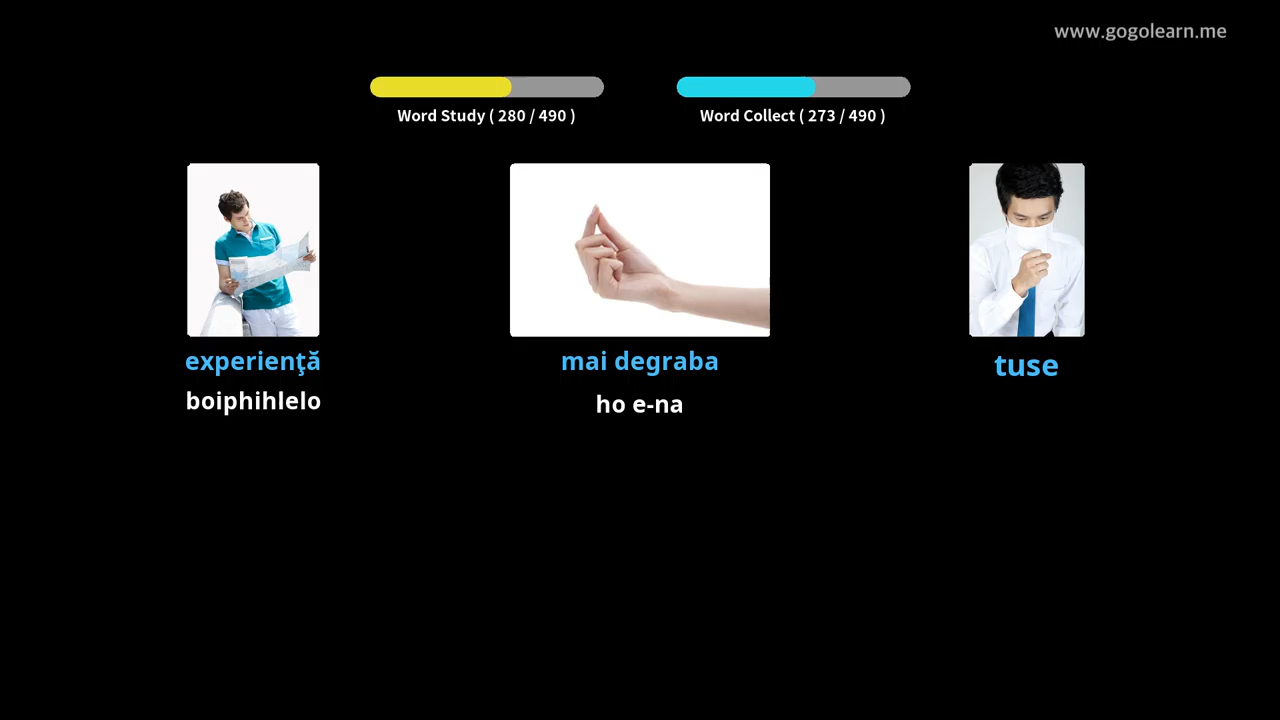 www.gogolearn.me
Word Study ( 280 / 490 )
Word Collect ( 273 / 490 )
experienţă
mai degraba
tuse
boiphihlelo
ho e-na